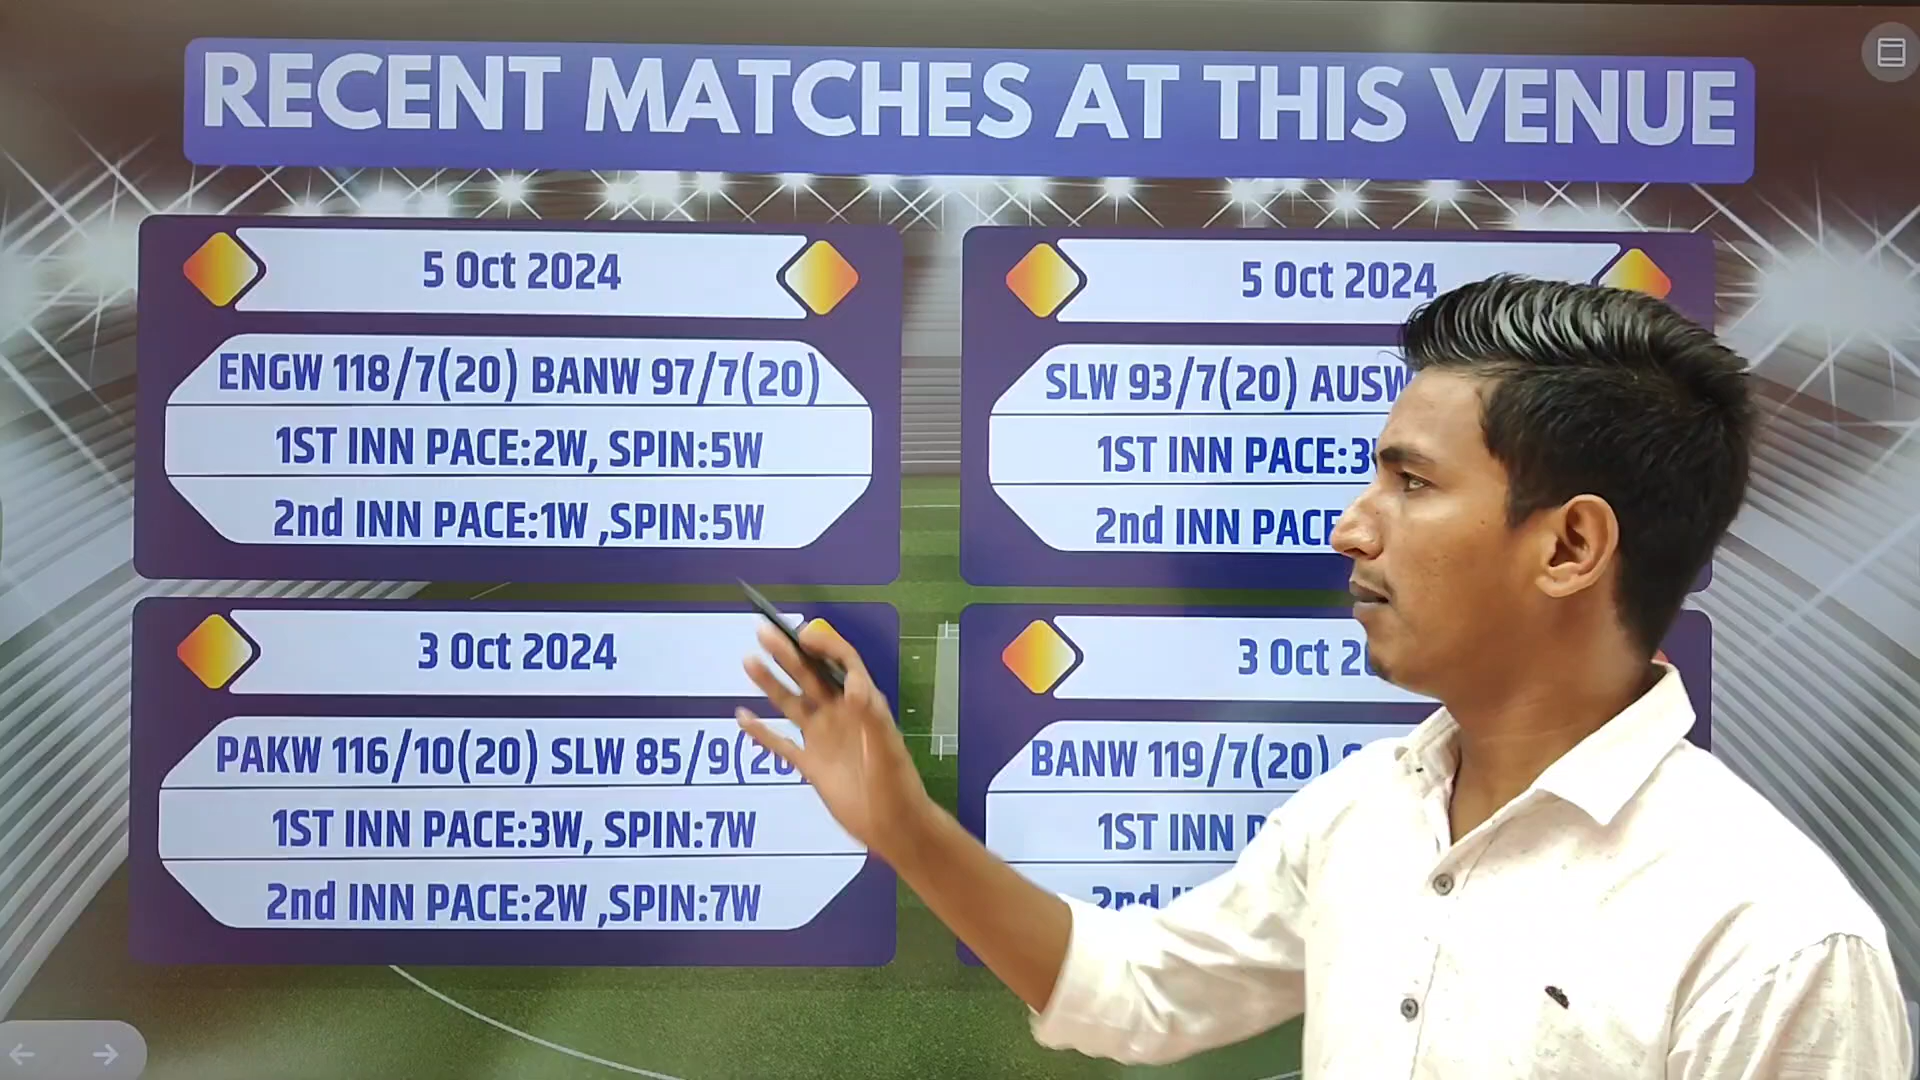 RECENT MATCHES AT THIS VENUE
5 Oct 2024
ENGW 118/7(20) BANW 97/7(20)
1ST INN PACE:2W, SPIN:5W
2nd INN PACE:1W ,SPIN:5W
5 Oct 2024
SLW 93/7(20) AUSW
1ST INN PACE:3
2nd INN PACE
3 Oct 2024
PAKW 116/10(20) SLW 85/9(20)
1ST INN PACE:3W, SPIN:7W
2nd INN PACE:2W ,SPIN:7W
3 Oct
BANW 119/7(20)
1ST INN
2nd